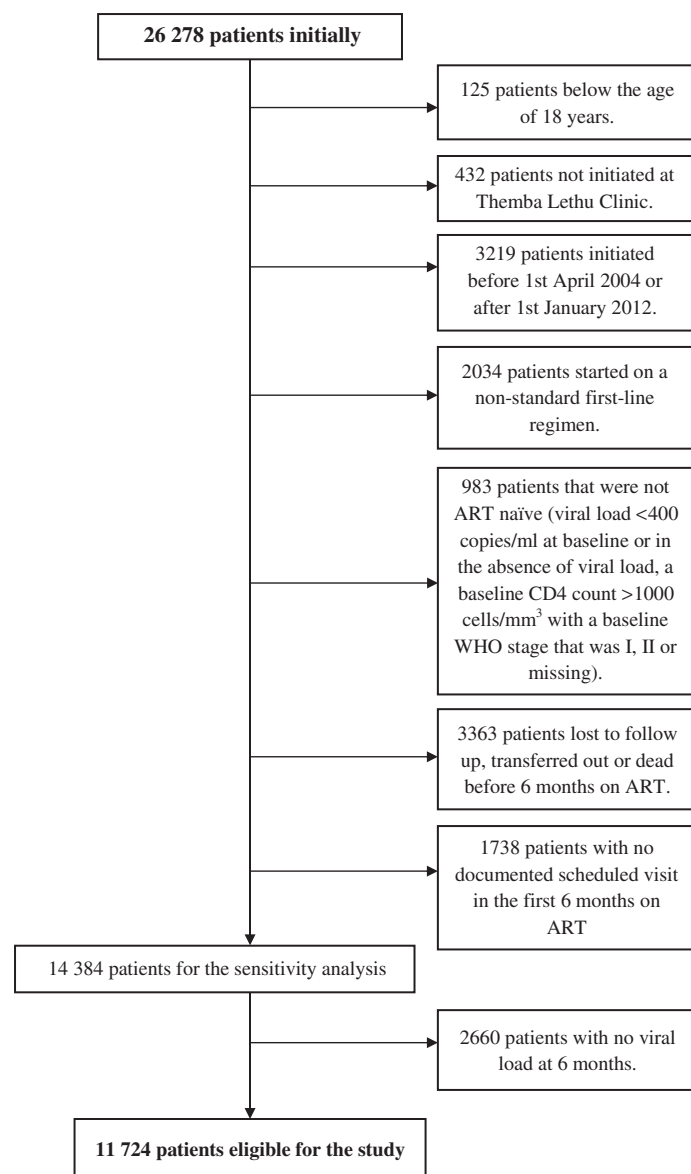 26 278 patients initially
125 patients below the age
of 18 years.
432 patients not initiated at
Themba Lethu Clinic.
3219 patients initiated
before 1st April 2004 or
after 1st January 2012.
2034 patients started on a
non-standard first-line
regimen.
983 patients that were not
ART naïve (viral load <400
copies/ml at baseline or in
the absence of viral load, a
baseline CD4 count >1000
cells/mm³ with a baseline
WHO stage that was I, II or
missing).
3363 patients lost to follow
up, transferred out or dead
before 6 months on ART.
1738 patients with no
documented scheduled visit
in the first 6 months on
ART
14 384 patients for the sensitivity analysis
2660 patients with no viral
load at 6 months.
11 724 patients eligible for the study